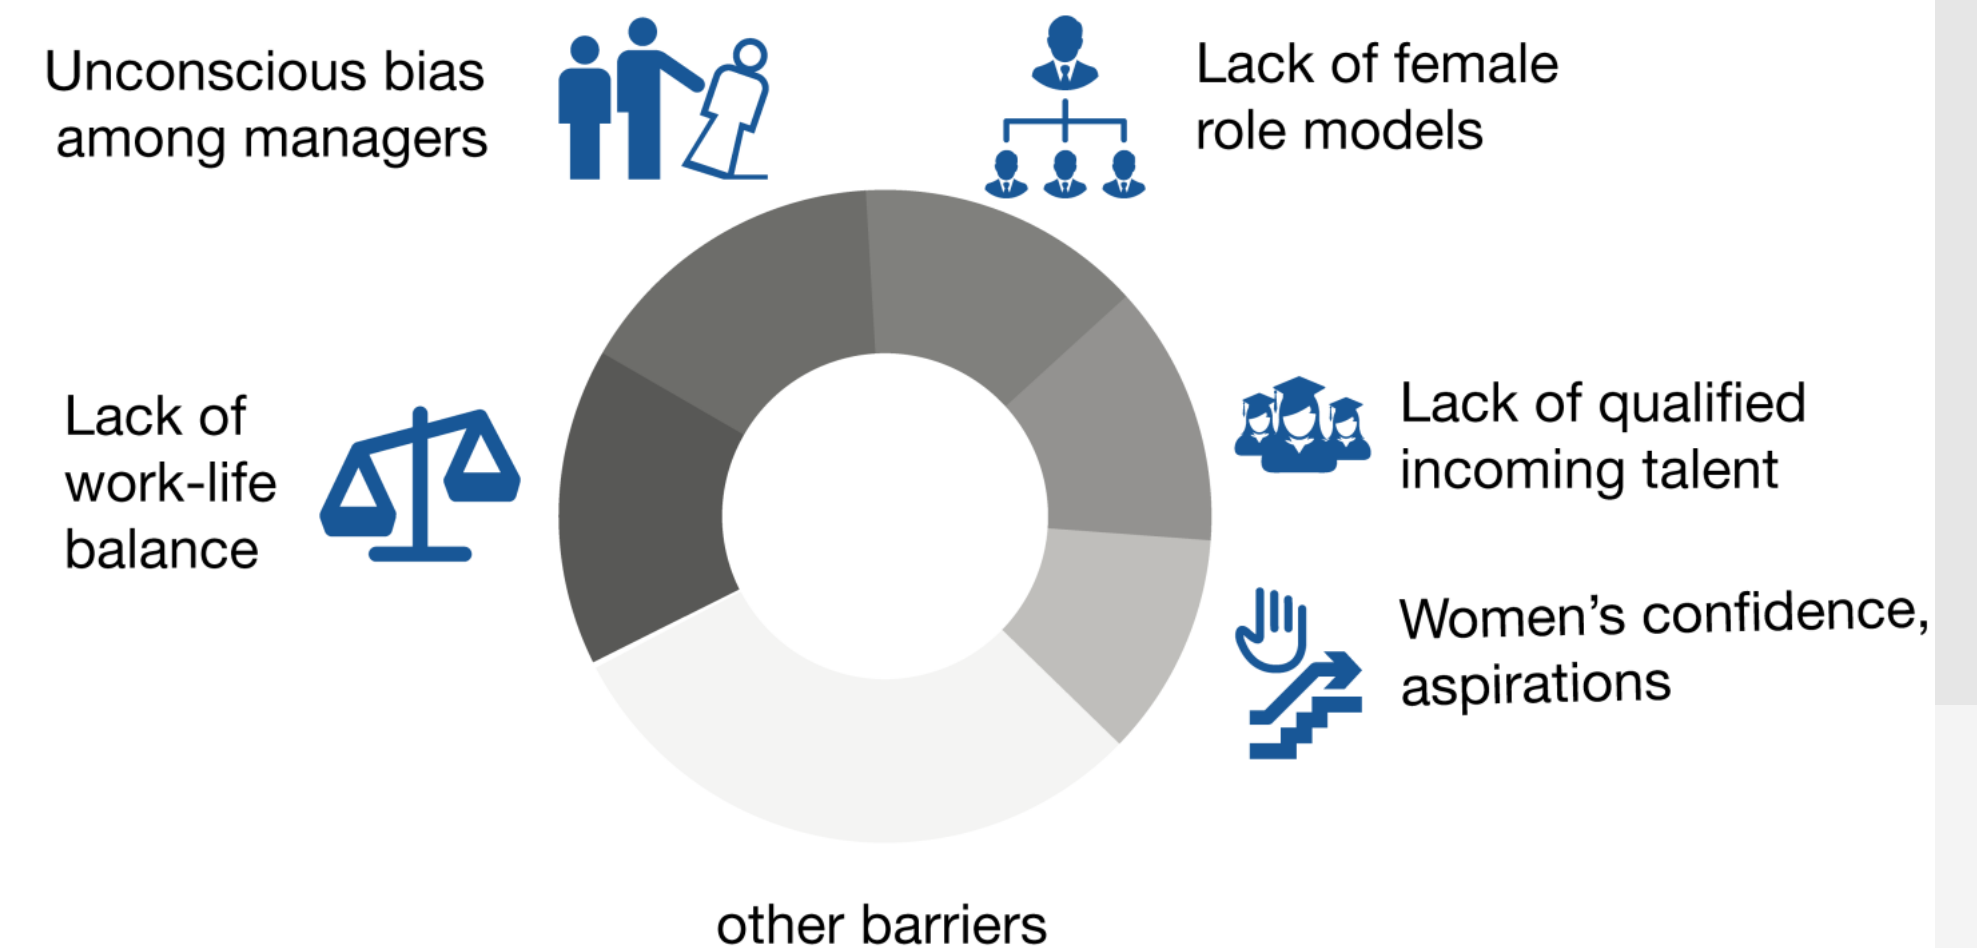 Unconscious bias
among managers
Lack of female
role models
Lack of
work-life
balance
Lack of qualified
incoming talent
Women’s confidence,
aspirations
other barriers